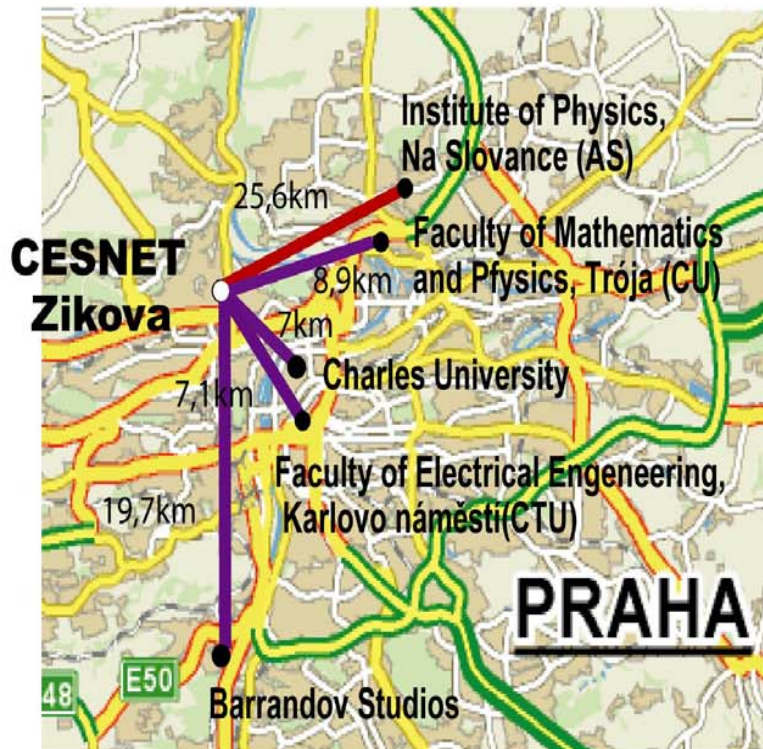 Institute of Physics,
Na Slovance (AS)
25,6km
Faculty of Mathematics
and Pfysics, Trója (CU)
CESNET
Zikova
8,9km
7km
Charles University
7,1km
Faculty of Electrical Engeneering,
Karlovo náměstí(CTU)
19,7km
PRAHA
E50
48
Barrandov Studios